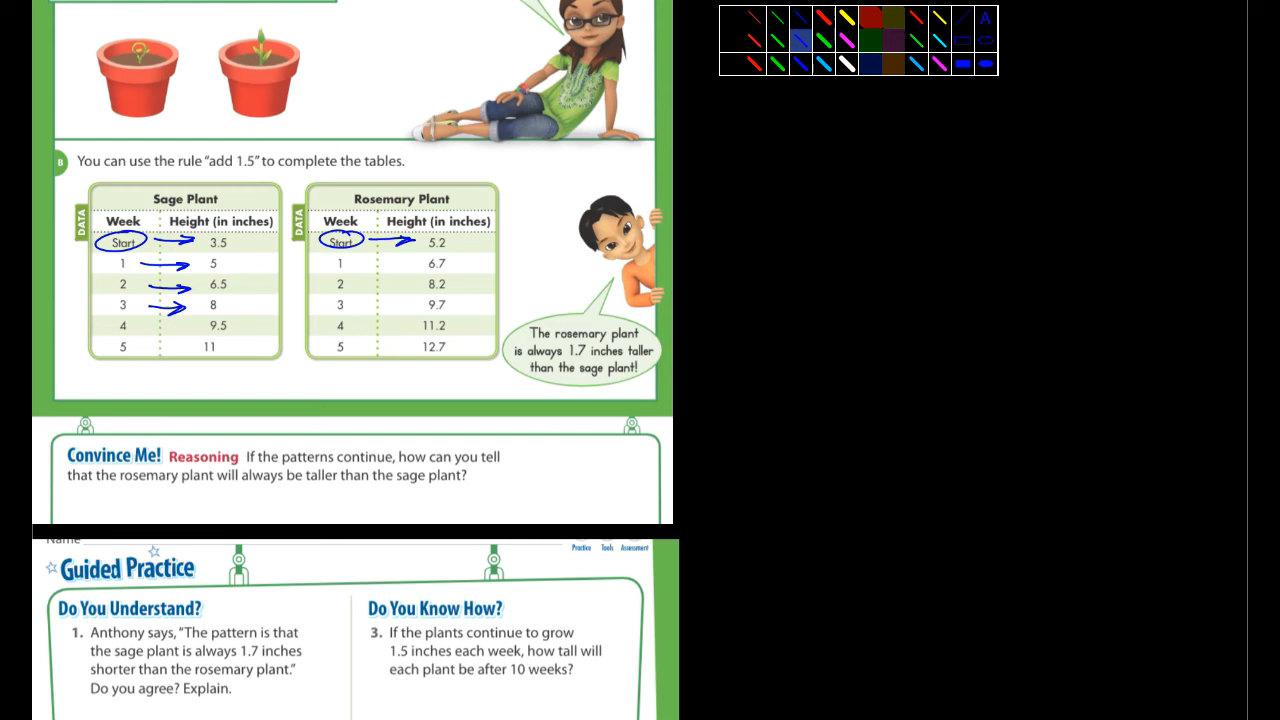 A
B You can use the rule "add 1.5" to complete the tables.
DATA
Sage Plant
Week Height (in inches)
Start 3.5
1 5
2 6.5
3 8
4 9.5
5 11
DATA
Rosemary Plant
Week Height (in inches)
Start 5.2
1 6.7
2 8.2
3 9.7
4 11.2
5 12.7
The rosemary plant
is always 1.7 inches taller
than the sage plant!
Convince Me! Reasoning If the patterns continue, how can you tell
that the rosemary plant will always be taller than the sage plant?
Name
Practice Tools Assessment
Guided Practice
Do You Understand?
1. Anthony says, "The pattern is that
the sage plant is always 1.7 inches
shorter than the rosemary plant."
Do you agree? Explain.
Do You Know How?
3. If the plants continue to grow
1.5 inches each week, how tall will
each plant be after 10 weeks?